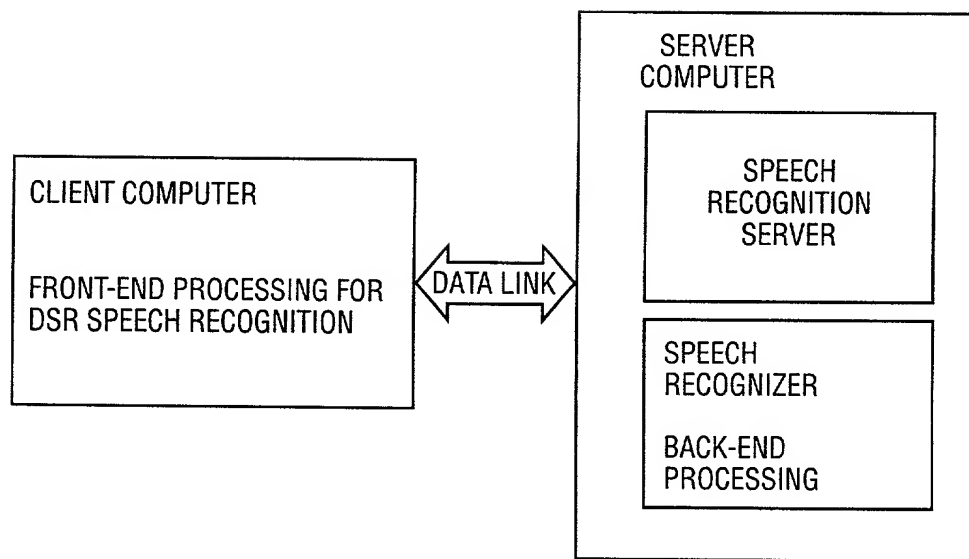 CLIENT COMPUTER
FRONT-END PROCESSING FOR
DSR SPEECH RECOGNITION
DATA LINK
SERVER
COMPUTER
SPEECH
RECOGNITION
SERVER
SPEECH
RECOGNIZER
BACK-END
PROCESSING